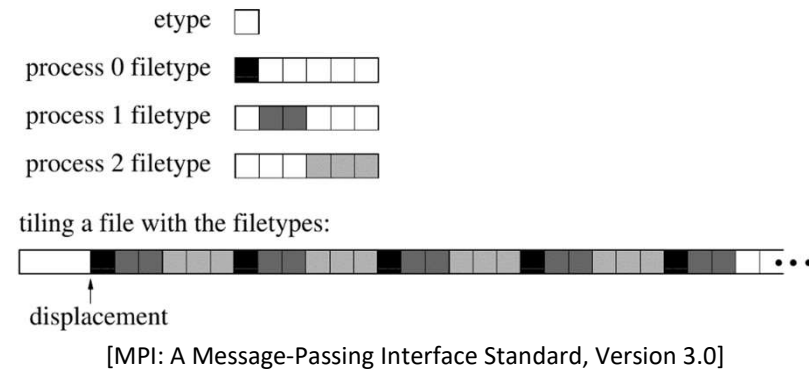 etype
process 0 filetype
process 1 filetype
process 2 filetype
tiling a file with the filetypes:
displacement
[MPI: A Message-Passing Interface Standard, Version 3.0]